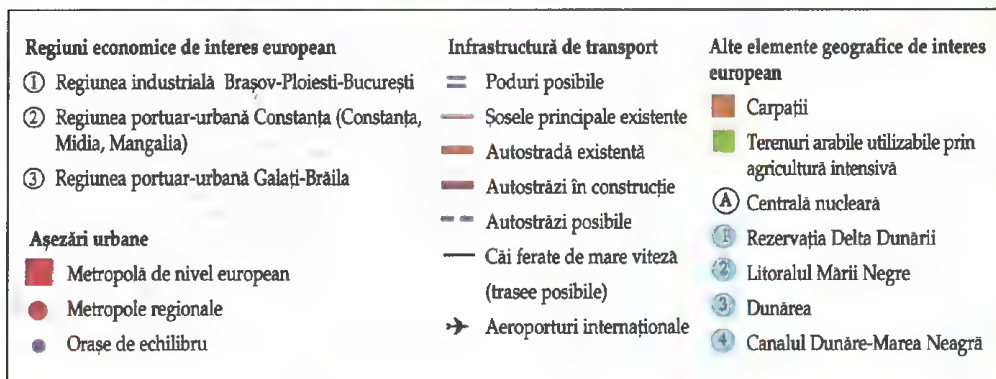 Regiuni economice de interes european
① Regiunea industrială Brașov-Ploiesti-București
② Regiunea portuar-urbană Constanța (Constanța,
Midia, Mangalia)
③ Regiunea portuar-urbană Galați-Brăila
Așezări urbane
Metropolă de nivel european
Metropole regionale
Orașe de echilibru
Infrastructură de transport
Poduri posibile
Șosele principale existente
Autostradă existentă
Autostrăzi în construcție
Autostrăzi posibile
Căi ferate de mare viteză
(trasee posibile)
Aeroporturi internaționale
Alte elemente geografice de interes
european
Carpații
Terenuri arabile utilizabile prin
agricultură intensivă
Ⓐ Centrală nucleară
① Rezervația Delta Dunării
② Litoralul Mării Negre
③ Dunărea
④ Canalul Dunăre-Marea Neagră